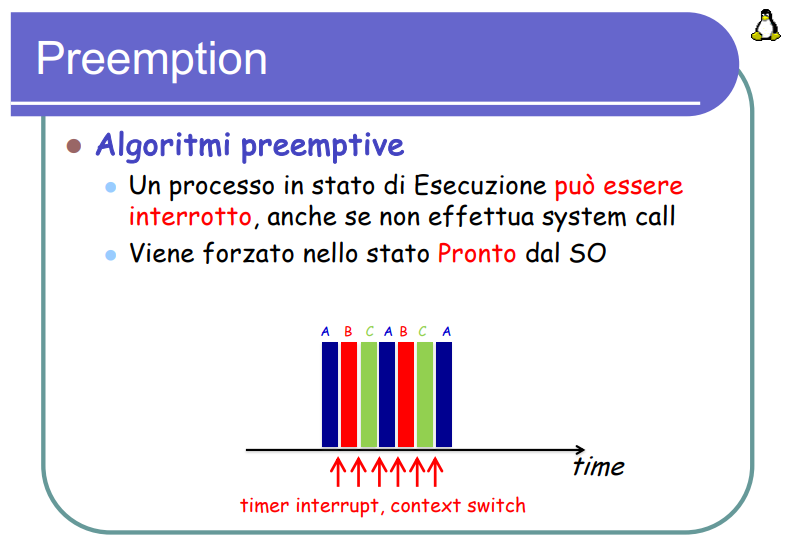 Preemption
Algoritmi preemptive
Un processo in stato di Esecuzione può essere
interrotto, anche se non effettua system call
Viene forzato nello stato Pronto dal SO
A B C A B C A
time
timer interrupt, context switch